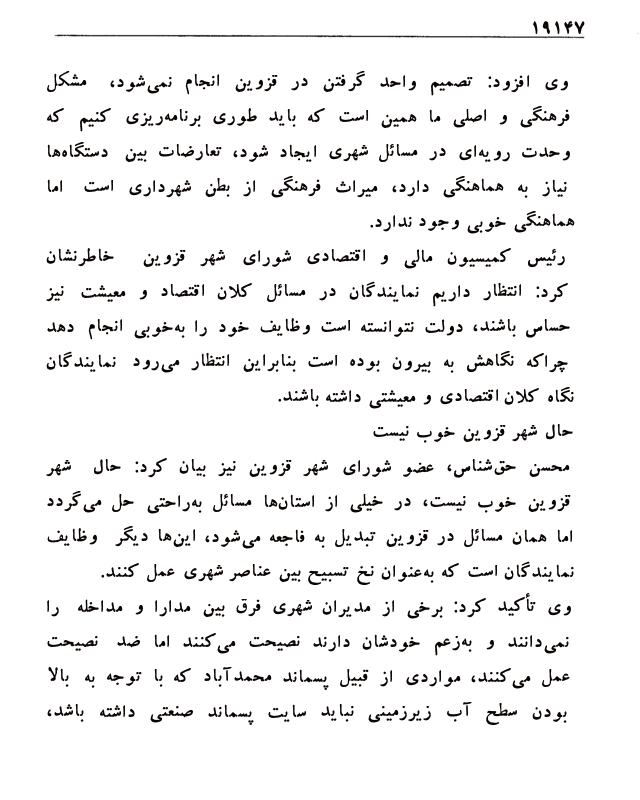 ۱۹۱۴۷
وی افزود: تصمیم واحد گرفتن در قزوین انجام نمی‌شود، مشکل
فرهنگی و اصلی ما همین است که باید طوری برنامه‌ریزی کنیم که
وحدت رویه‌ای در مسائل شهری ایجاد شود، تعارضات بین دستگاه‌ها
نیاز به هماهنگی دارد، میراث فرهنگی از بطن شهرداری است اما
هماهنگی خوبی وجود ندارد.
رئیس کمیسیون مالی و اقتصادی شورای شهر قزوین خاطرنشان
کرد: انتظار داریم نمایندگان در مسائل کلان اقتصاد و معیشت نیز
حساس باشند، دولت نتوانسته است وظایف خود را به‌خوبی انجام دهد
چراکه نگاهش به بیرون بوده است بنابراین انتظار می‌رود نمایندگان
نگاه کلان اقتصادی و معیشتی داشته باشند.
حال شهر قزوین خوب نیست
محسن حق‌شناس، عضو شورای شهر قزوین نیز بیان کرد: حال شهر
قزوین خوب نیست، در خیلی از استان‌ها مسائل به‌راحتی حل می‌گردد
اما همان مسائل در قزوین تبدیل به فاجعه می‌شود، این‌ها دیگر وظایف
نمایندگان است که به‌عنوان نخ تسبیح بین عناصر شهری عمل کنند.
وی تأکید کرد: برخی از مدیران شهری فرق بین مدارا و مداخله را
نمی‌دانند و به‌زعم خودشان دارند نصیحت می‌کنند اما ضد نصیحت
عمل می‌کنند، مواردی از قبیل پسماند محمدآباد که با توجه به بالا
بودن سطح آب زیرزمینی نباید سایت پسماند صنعتی داشته باشد،